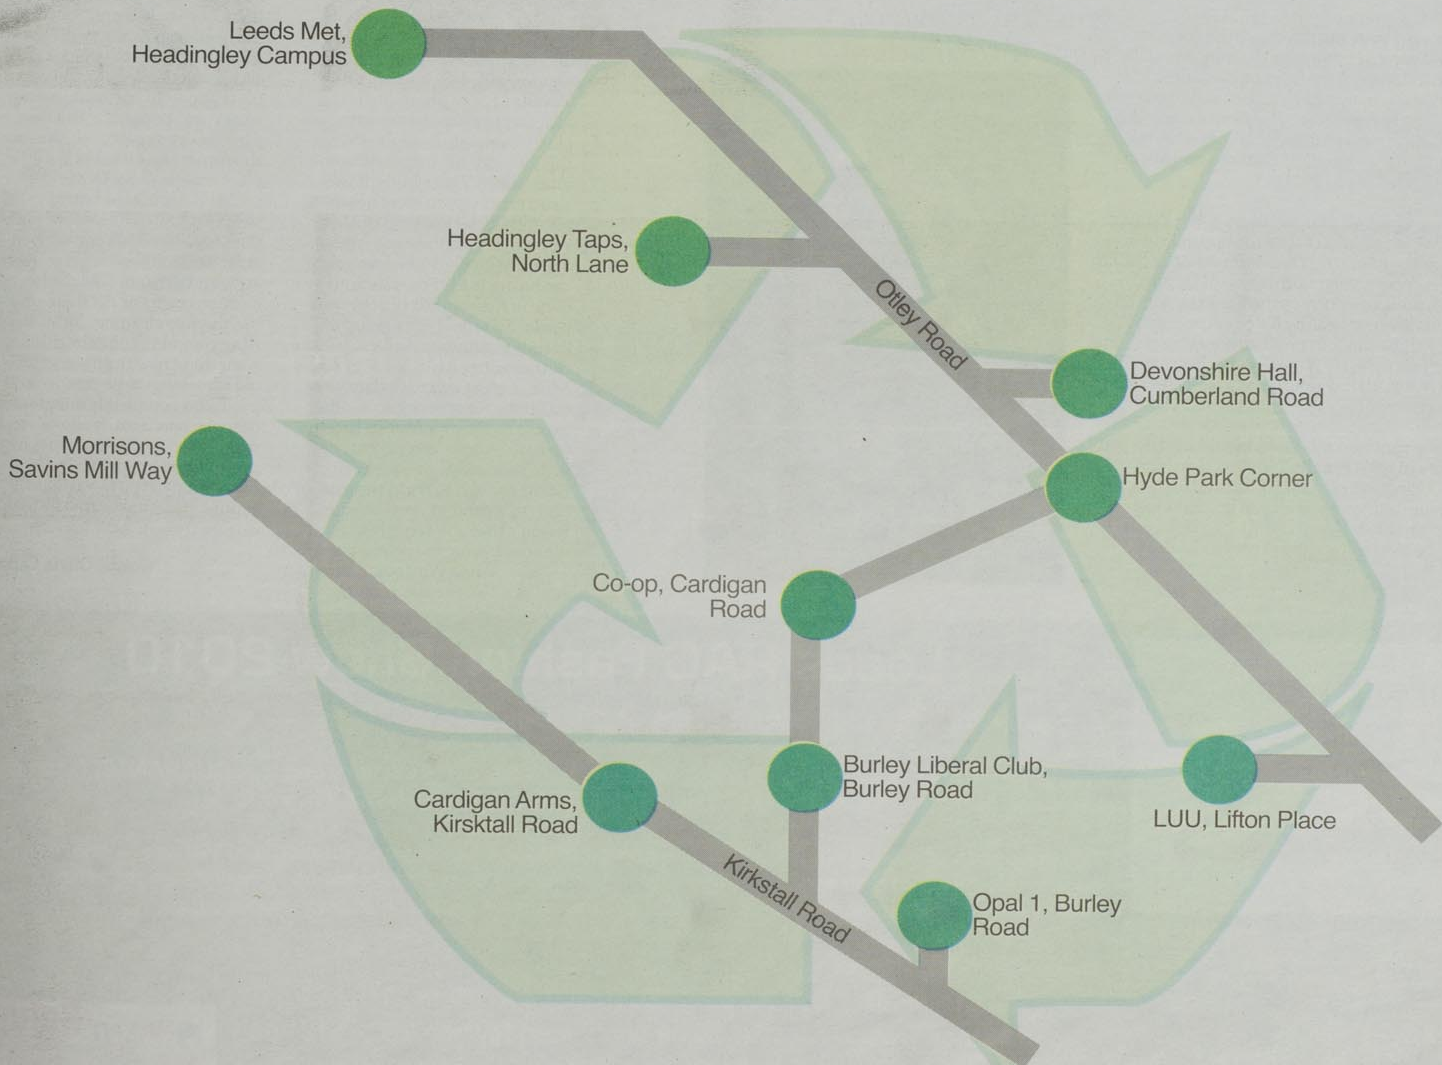 Leeds Met,
Headingley Campus
Headingley Taps,
North Lane
Otley Road
Devonshire Hall,
Cumberland Road
Morrisons,
Savins Mill Way
Hyde Park Corner
Co-op, Cardigan
Road
Burley Liberal Club,
Burley Road
Cardigan Arms,
Kirsktall Road
LUU, Lifton Place
Kirkstall Road
Opal 1, Burley
Road